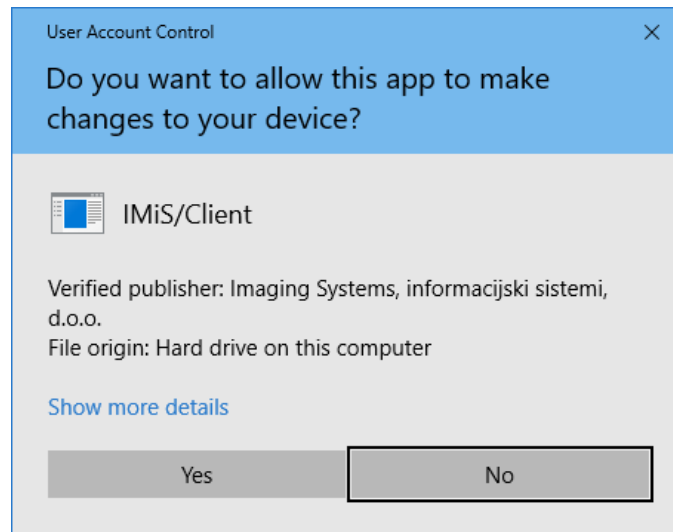 User Account Control
Do you want to allow this app to make
changes to your device?
IMiS/Client
Verified publisher: Imaging Systems, informacijski sistemi,
d.o.o.
File origin: Hard drive on this computer
Show more details
Yes
No